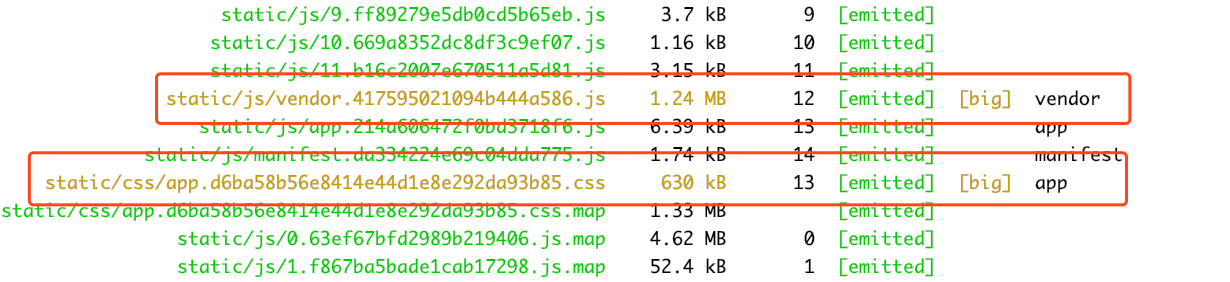 static/js/9.ff89279e5db0cd5b65eb.js 3.7 kB 9 [emitted]
static/js/10.669a8352dc8df3c9ef07.js 1.16 kB 10 [emitted]
static/js/11.b16c2007e670511a5d81.js 3.15 kB 11 [emitted]
static/js/vendor.417595021094b444a586.js 1.24 MB 12 [emitted] [big] vendor
static/js/app.214a606472f0bd3718f6.js 6.39 kB 13 [emitted] app
static/js/manifest.da334224e69c04dda775.js 1.74 kB 14 [emitted] manifest
static/css/app.d6ba58b56e8414e44d1e8e292da93b85.css 630 kB 13 [emitted] [big] app
static/css/app.d6ba58b56e8414e44d1e8e292da93b85.css.map 1.33 MB [emitted]
static/js/0.63ef67bfd2989b219406.js.map 4.62 MB 0 [emitted]
static/js/1.f867ba5bade1cab17298.js.map 52.4 kB 1 [emitted]